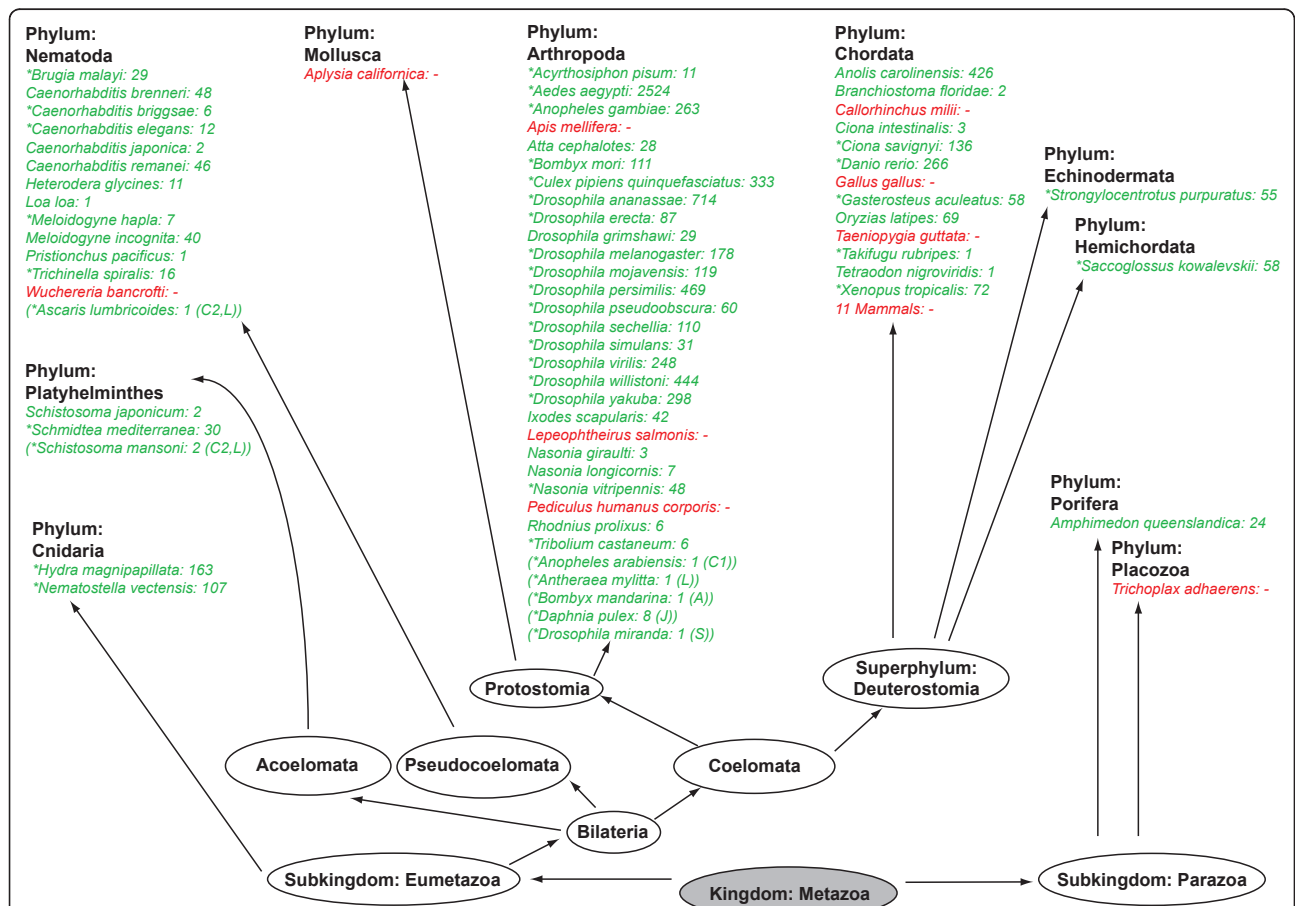 Phylum:
Nematoda
*Brugia malayi: 29
Caenorhabditis brenneri: 48
*Caenorhabditis briggsae: 6
*Caenorhabditis elegans: 12
Caenorhabditis japonica: 2
Caenorhabditis remanei: 46
Heterodera glycines: 11
Loa loa: 1
*Meloidogyne hapla: 7
Meloidogyne incognita: 40
Pristionchus pacificus: 1
*Trichinella spiralis: 16
Wuchereria bancrofti: -
(*Ascaris lumbricoides: 1 (C2,L))
Phylum:
Platyhelminthes
Schistosoma japonicum: 2
*Schmidtea mediterranea: 30
(*Schistosoma mansoni: 2 (C2,L))
Phylum:
Cnidaria
*Hydra magnipapillata: 163
*Nematostella vectensis: 107
Phylum:
Mollusca
Aplysia californica: -
Phylum:
Arthropoda
*Acyrthosiphon pisum: 11
*Aedes aegypti: 2524
*Anopheles gambiae: 263
Apis mellifera: -
Atta cephalotes: 28
*Bombyx mori: 111
*Culex pipiens quinquefasciatus: 333
*Drosophila ananassae: 714
*Drosophila erecta: 87
Drosophila grimshawi: 29
*Drosophila melanogaster: 178
*Drosophila mojavensis: 119
*Drosophila persimilis: 469
*Drosophila pseudoobscura: 60
*Drosophila sechellia: 110
*Drosophila simulans: 31
*Drosophila virilis: 248
*Drosophila willistoni: 444
*Drosophila yakuba: 298
Ixodes scapularis: 42
Lepeophtheirus salmonis: -
Nasonia giraulti: 3
Nasonia longicornis: 7
*Nasonia vitripennis: 48
Pediculus humanus corporis: -
Rhodnius prolixus: 6
*Tribolium castaneum: 6
(*Anopheles arabiensis: 1 (C1))
(*Antheraea mylitta: 1 (L))
(*Bombyx mandarina: 1 (A))
(*Daphnia pulex: 8 (J))
(*Drosophila miranda: 1 (S))
Phylum:
Chordata
Anolis carolinensis: 426
Branchiostoma floridae: 2
Callorhinchus milii: -
Ciona intestinalis: 3
*Ciona savignyi: 136
*Danio rerio: 266
Gallus gallus: -
*Gasterosteus aculeatus: 58
Oryzias latipes: 69
Taeniopygia guttata: -
*Takifugu rubripes: 1
Tetraodon nigroviridis: 1
*Xenopus tropicalis: 72
11 Mammals: -
Phylum:
Echinodermata
*Strongylocentrotus purpuratus: 55
Phylum:
Hemichordata
*Saccoglossus kowalevskii: 58
Phylum:
Porifera
Amphimedon queenslandica: 24
Phylum:
Placozoa
Trichoplax adhaerens: -
Protostomia
Superphylum:
Deuterostomia
Acoelomata
Pseudocoelomata
Coelomata
Bilateria
Subkingdom: Eumetazoa
Kingdom: Metazoa
Subkingdom: Parazoa